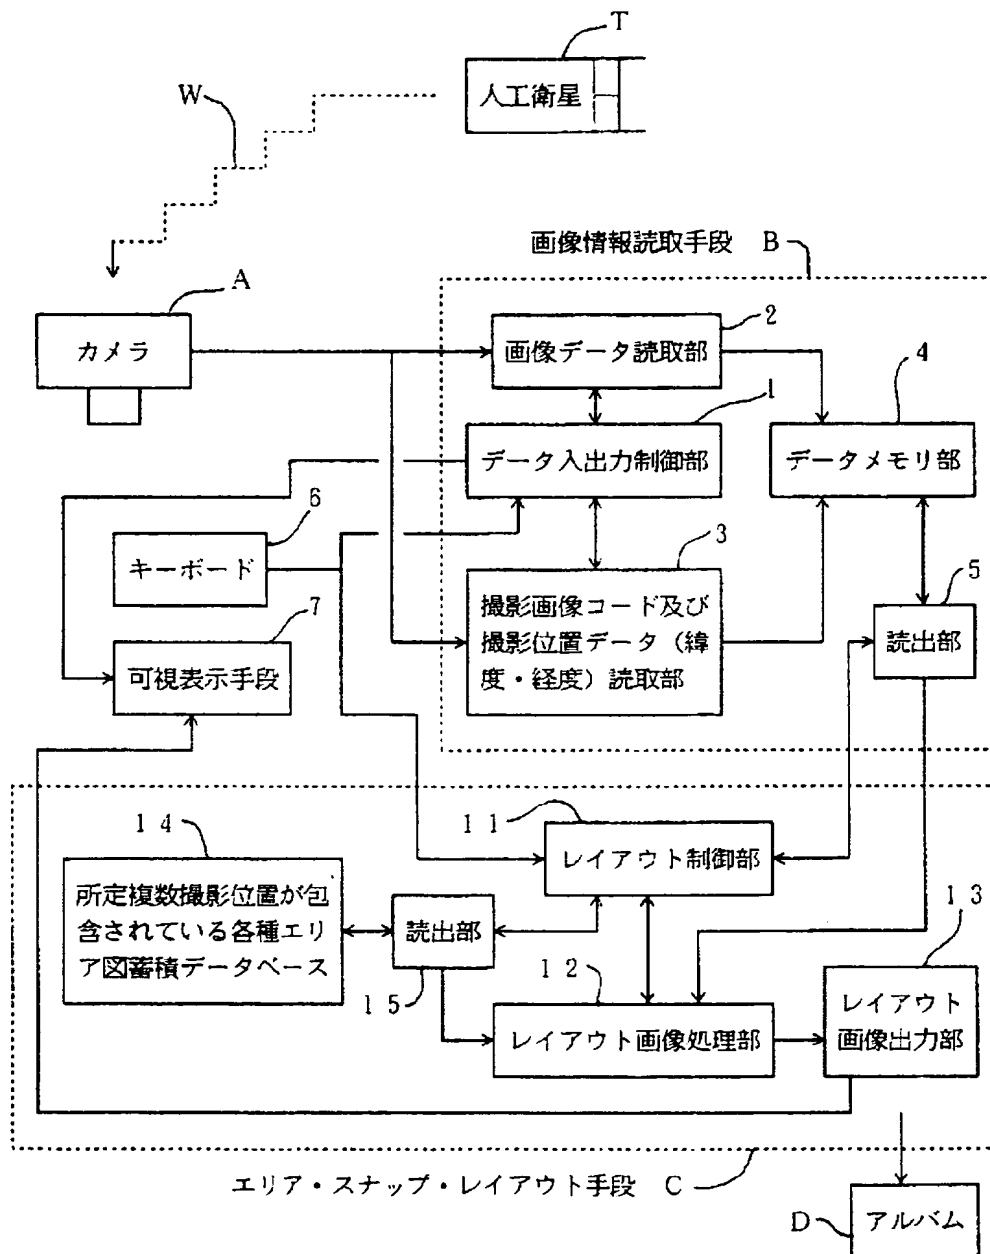 T
人工衛星
W
画像情報読取手段 B
A
カメラ
2
画像データ読取部
4
1
データ入出力制御部
データメモリ部
6
キーボード
3
撮影画像コード及び
撮影位置データ(緯
度・経度)読取部
5
読出部
7
可視表示手段
14
所定複数撮影位置が包
含されている各種エリ
ア図蓄積データベース
11
レイアウト制御部
読出部
15
13
12
レイアウト画像処理部
レイアウト
画像出力部
エリア・スナップ・レイアウト手段 C
D
アルバム